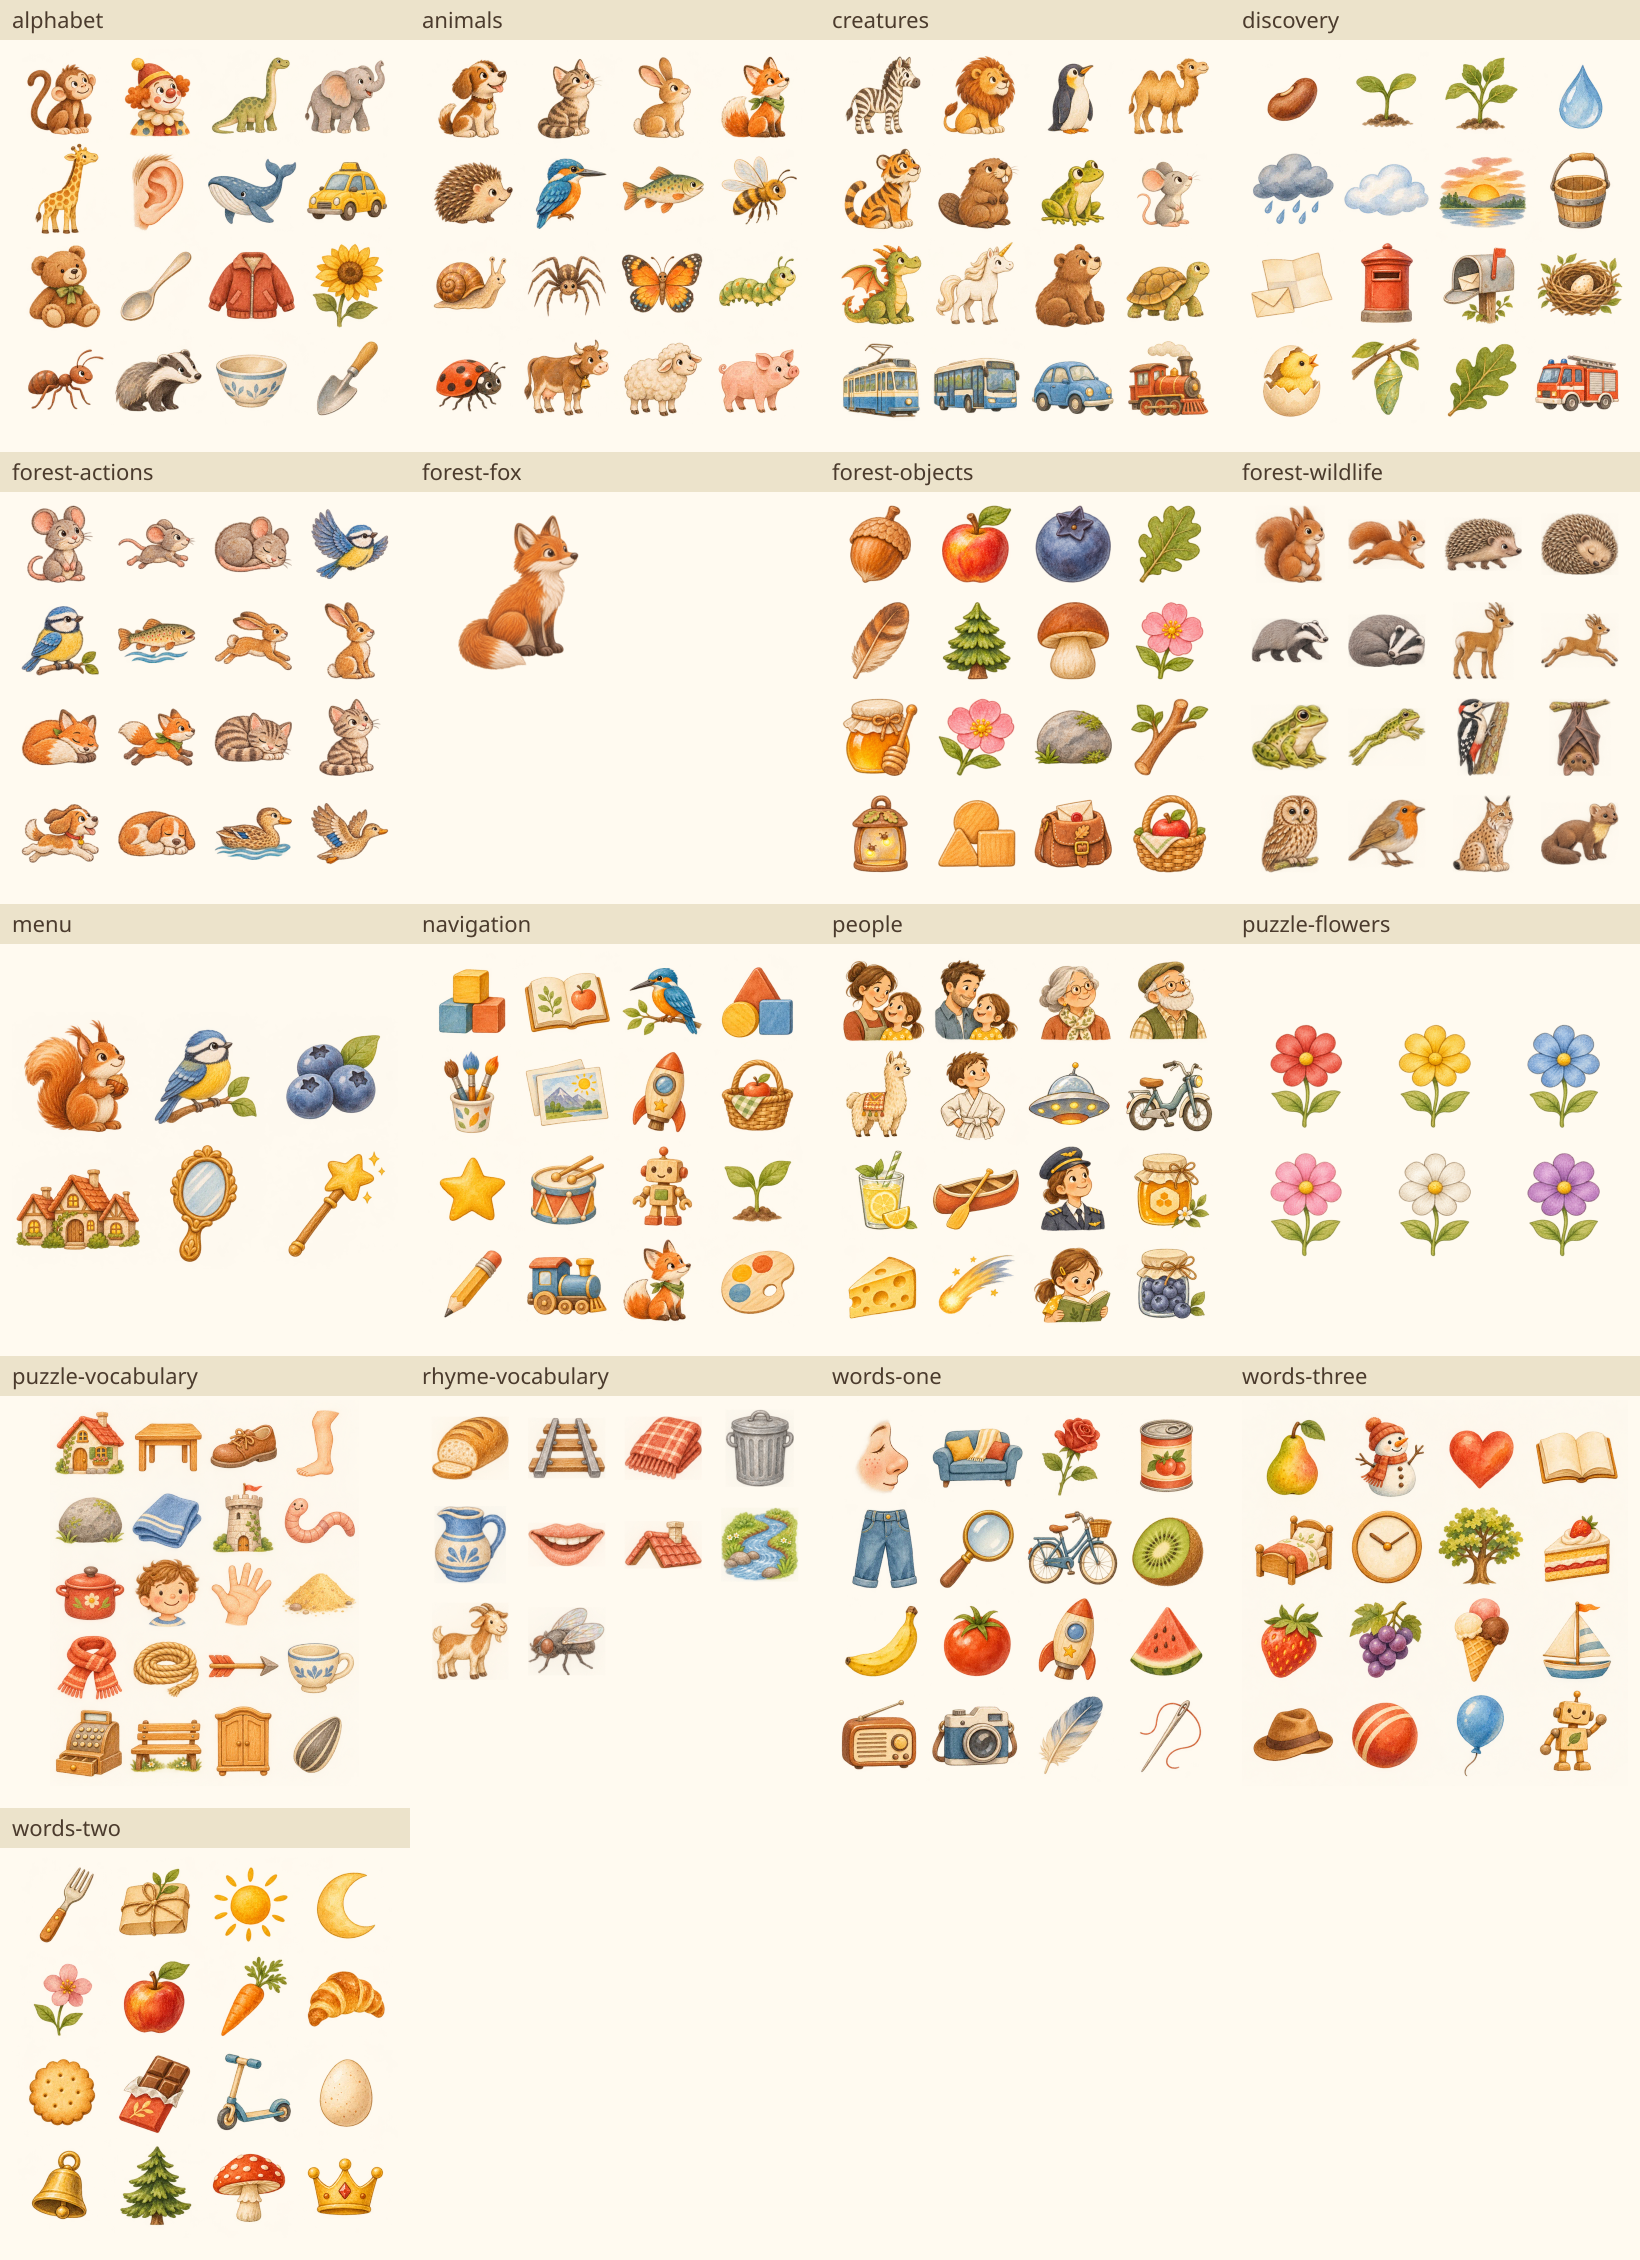 alphabet
animals
creatures
discovery
forest-actions
forest-fox
forest-objects
forest-wildlife
menu
navigation
people
puzzle-flowers
puzzle-vocabulary
rhyme-vocabulary
words-one
words-three
words-two